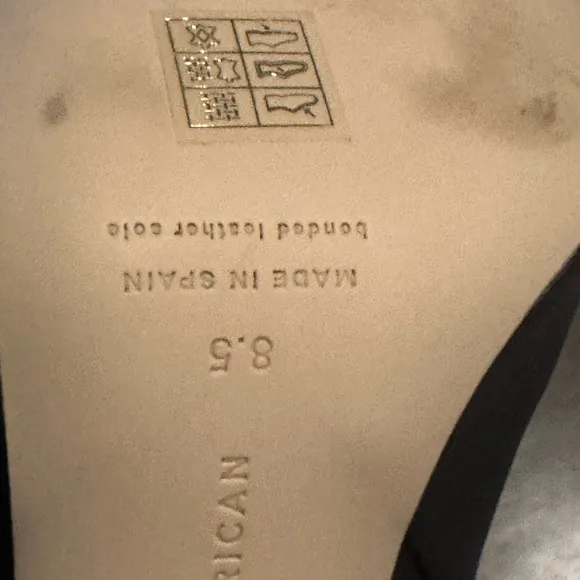 8.5
MADE IN SPAIN
bonded leather sole
RICAN